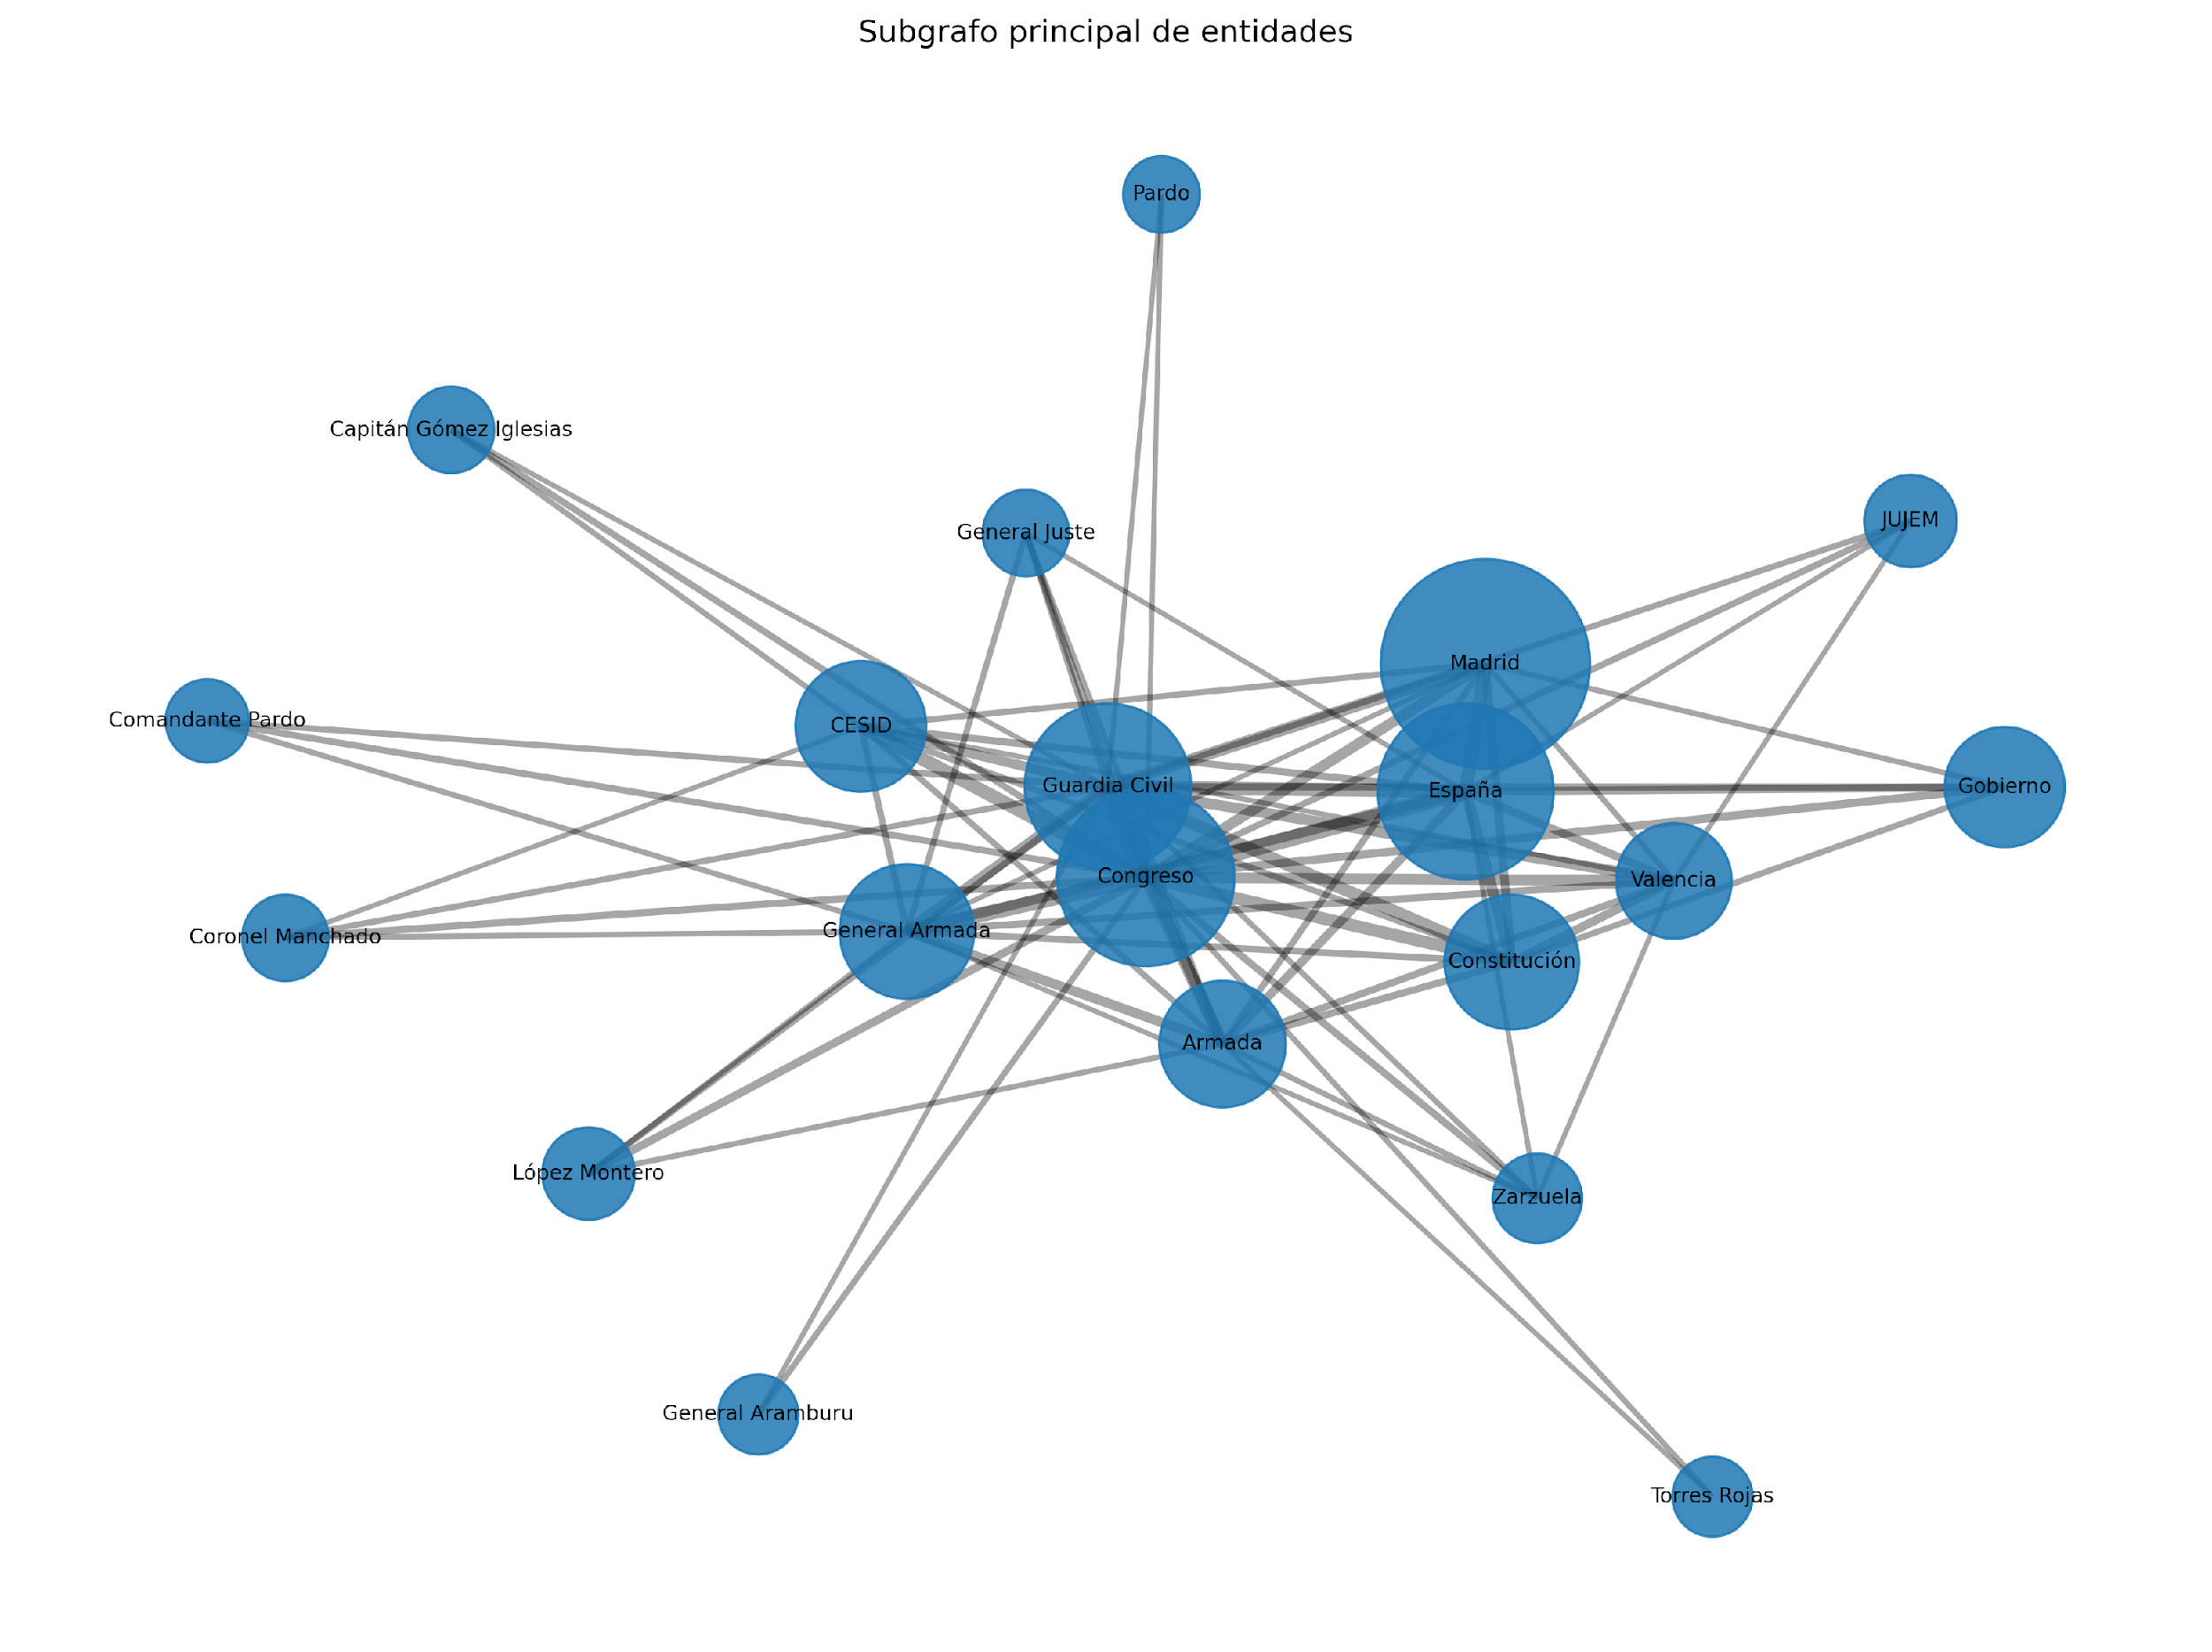 Subgrafo principal de entidades
Pardo
Capitán Gómez Iglesias
JUJEM
General Juste
Madrid
Comandante Pardo
CESID
Guardia Civil
España
Gobierno
Congreso
Valencia
General Armada
Coronel Manchado
Constitución
Armada
López Montero
Zarzuela
General Aramburu
Torres Rojas